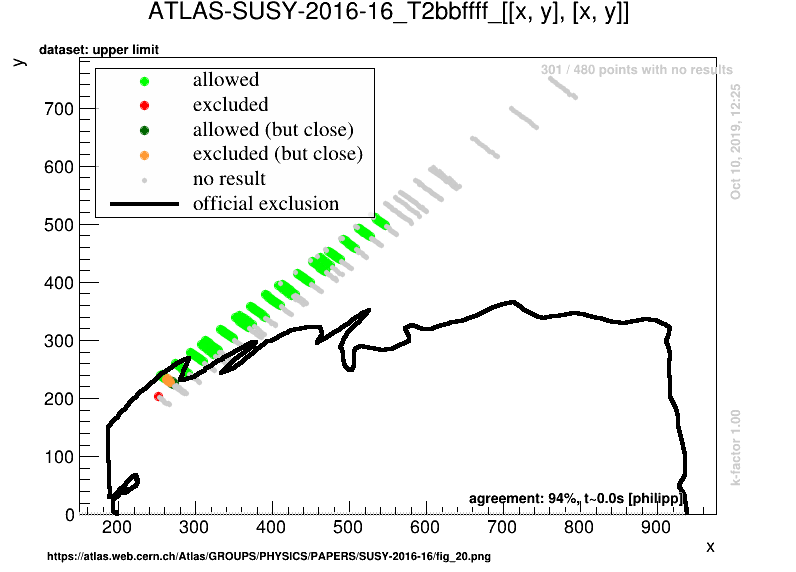 ATLAS-SUSY-2016-16_T2bbffff_[[x, y], [x, y]]
dataset: upper limit
y
301 / 480 points with no results
allowed
excluded
allowed (but close)
excluded (but close)
no result
official exclusion
Oct 10, 2019, 12:25
k-factor 1.00
700
600
500
400
300
200
100
0
agreement: 94%, t~0.0s [philipp]
200 300 400 500 600 700 800 900
x
https://atlas.web.cern.ch/Atlas/GROUPS/PHYSICS/PAPERS/SUSY-2016-16/fig_20.png